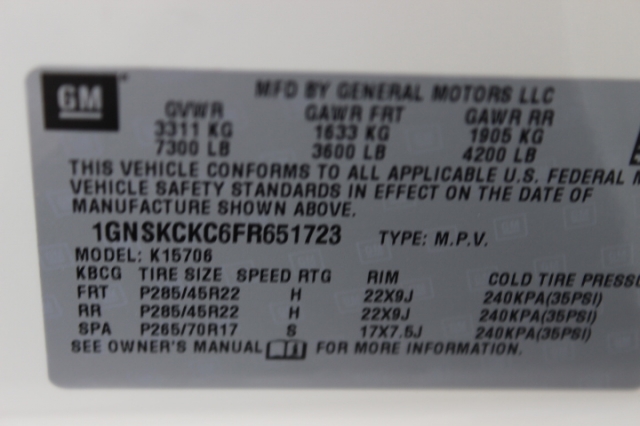 GM
MFD BY GENERAL MOTORS LLC
GVWR GAWR FRT GAWR RR
3311 KG 1633 KG 1905 KG
7300 LB 3600 LB 4200 LB
THIS VEHICLE CONFORMS TO ALL APPLICABLE U.S. FEDERAL M
VEHICLE SAFETY STANDARDS IN EFFECT ON THE DATE OF
MANUFACTURE SHOWN ABOVE.
1GNSKCKC6FR651723 TYPE: M.P.V.
MODEL: K15706
KBCG TIRE SIZE SPEED RTG RIM COLD TIRE PRESSU
FRT P285/45R22 H 22X9J 240KPA(35PSI)
RR P285/45R22 H 22X9J 240KPA(35PSI)
SPA P265/70R17 S 17X7.5J 240KPA(35PSI)
SEE OWNER'S MANUAL FOR MORE INFORMATION.